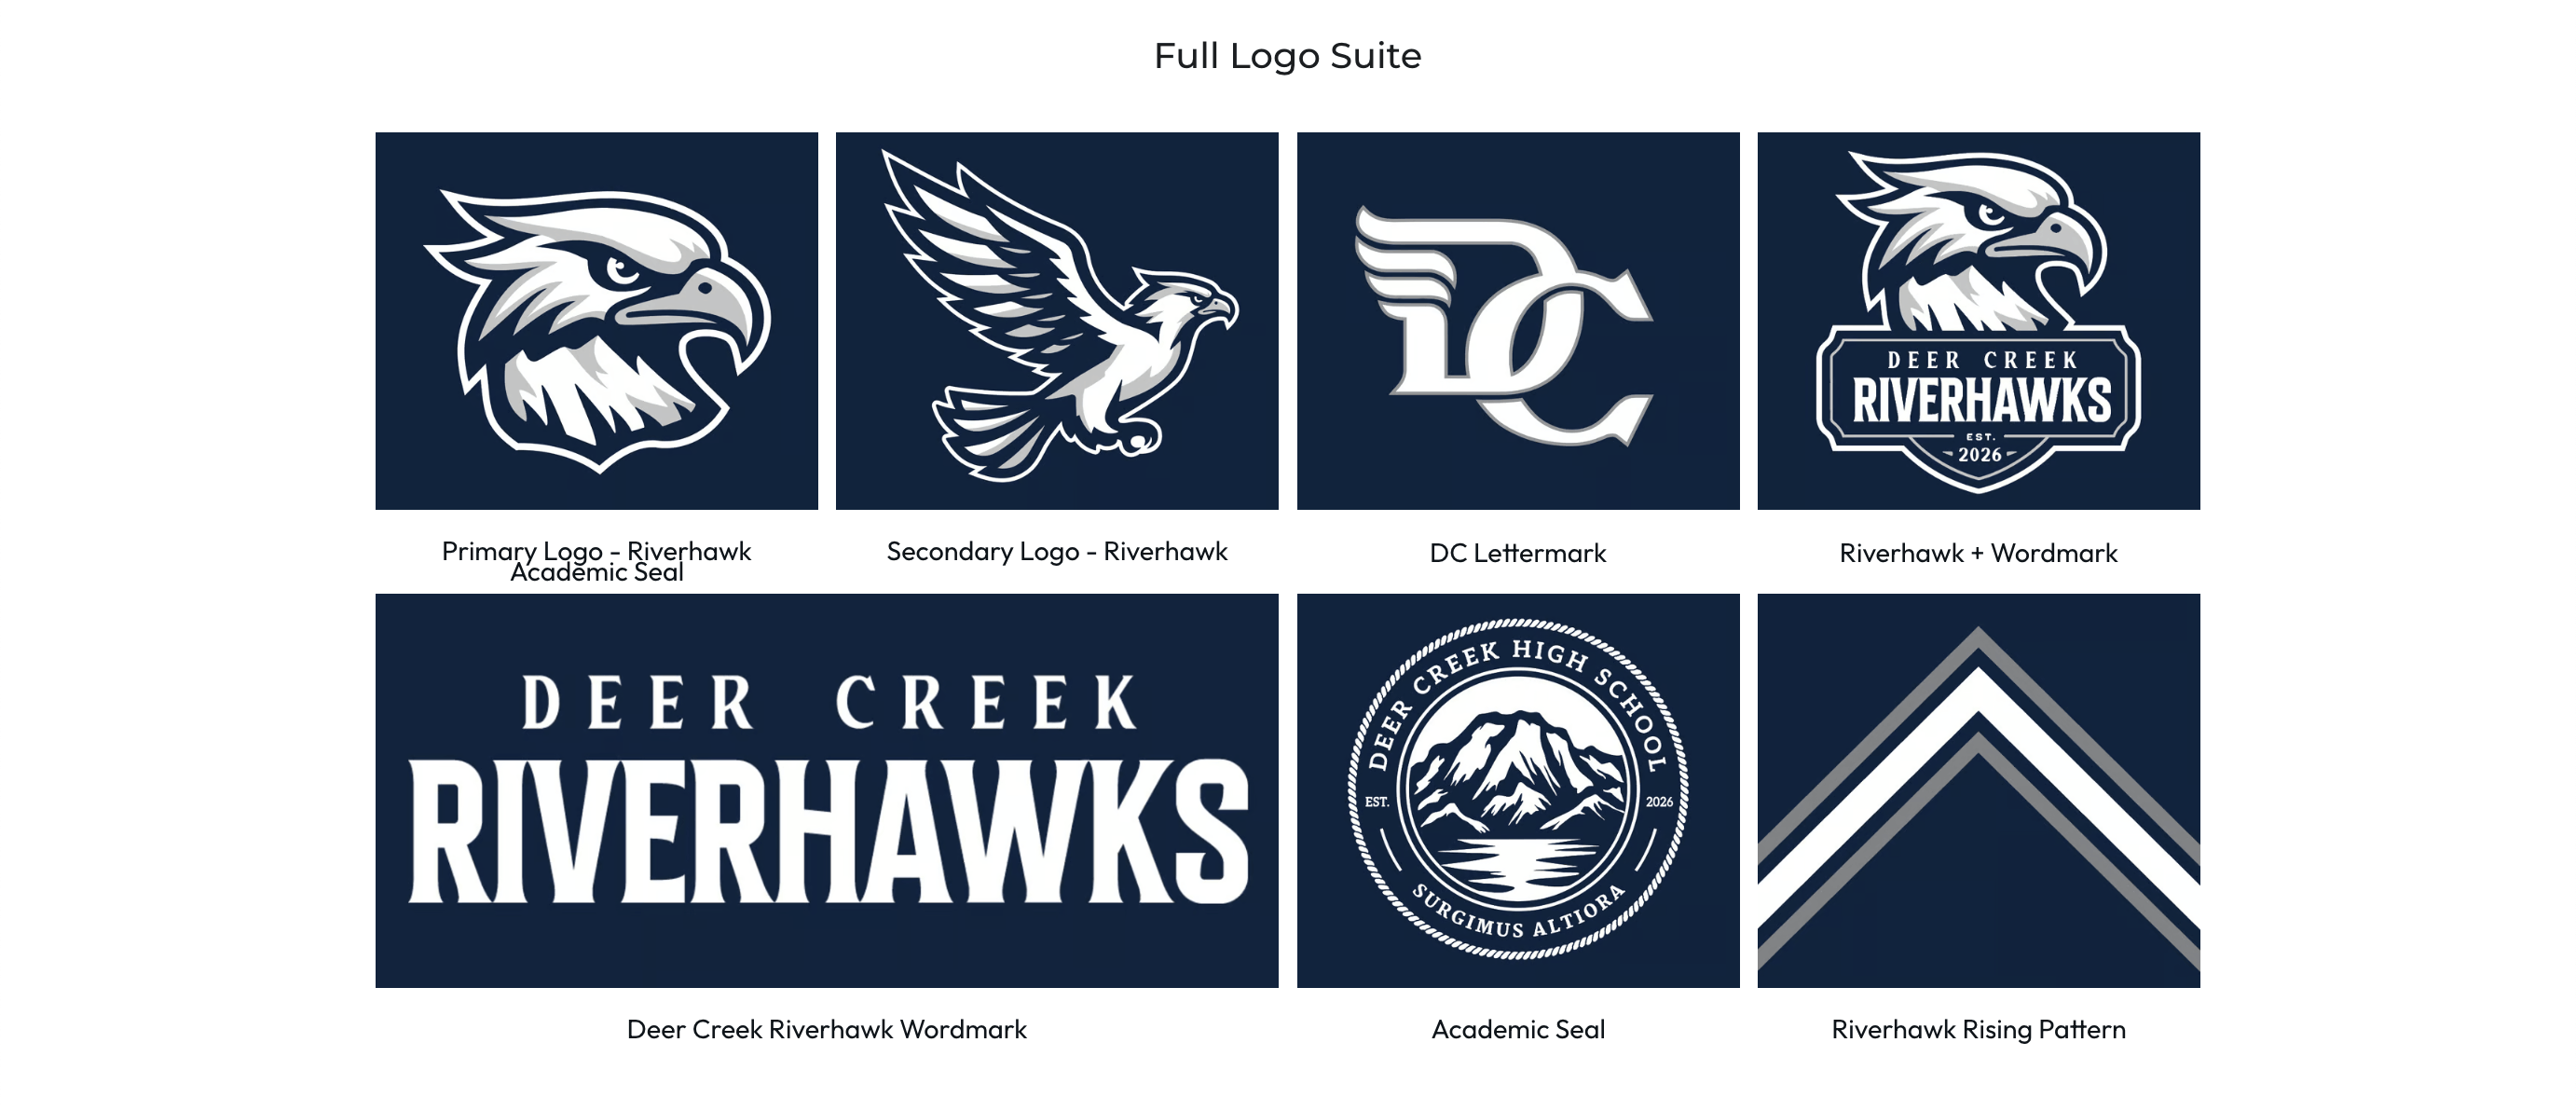 Full Logo Suite
DEER CREEK
RIVERHAWKS
EST.
2026
Primary Logo - Riverhawk
Academic Seal
Secondary Logo - Riverhawk
DC Lettermark
Riverhawk + Wordmark
DC
DEER CREEK
RIVERHAWKS
DEER CREEK HIGH SCHOOL
EST.
2026
SURGIMUS ALTIORA
Deer Creek Riverhawk Wordmark
Academic Seal
Riverhawk Rising Pattern